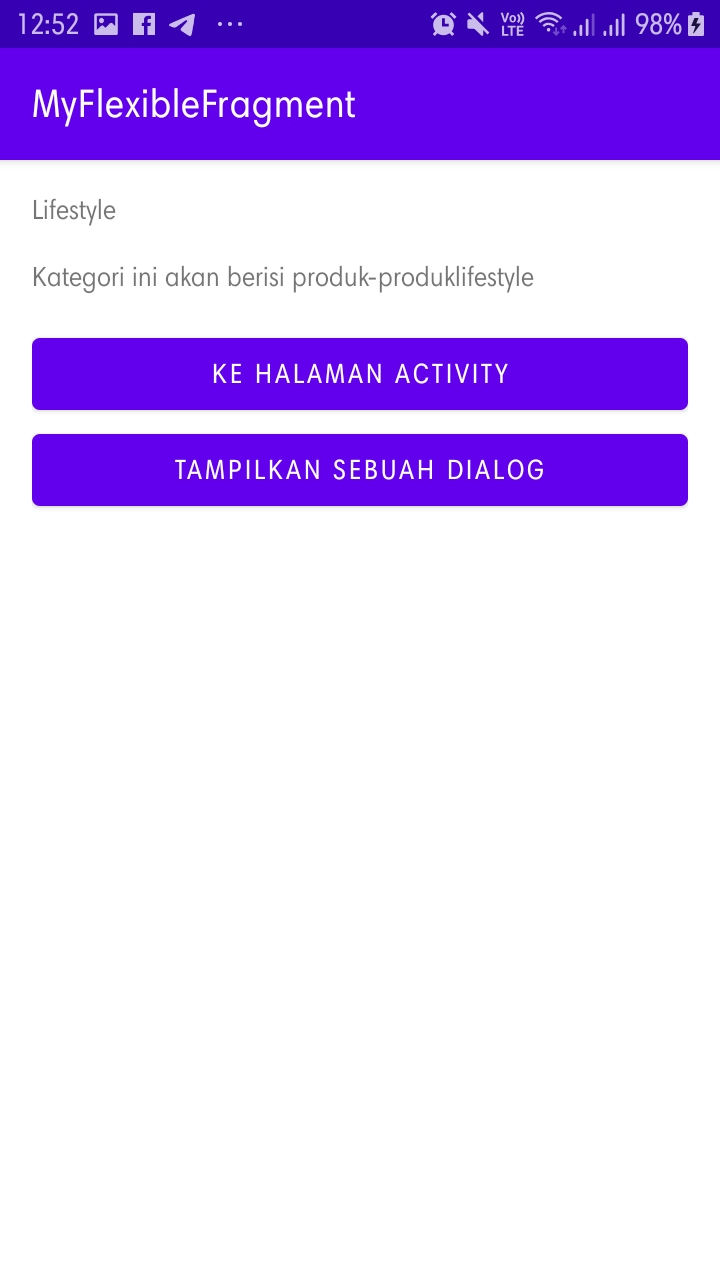 12:52 Vo)) LTE 98%
MyFlexibleFragment
Lifestyle
Kategori ini akan berisi produk-produklifestyle
KE HALAMAN ACTIVITY
TAMPILKAN SEBUAH DIALOG